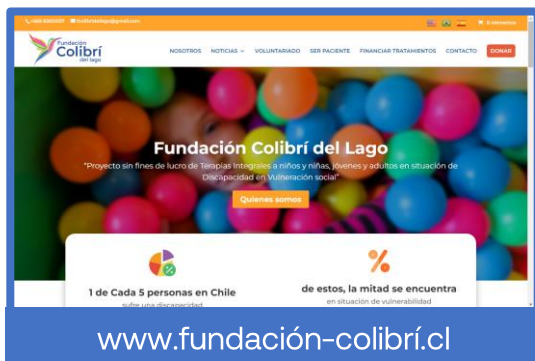 Fundación
Colibrí
del lago
NOSOTROS NOTICIAS VOLUNTARIADO SER PACIENTE FINANCIAR TRATAMIENTOS CONTACTO DONAR
Fundación Colibrí del Lago
"Proyecto sin fines de lucro de Terapias Integrales a niños y niñas, jóvenes y adultos en situación de
Discapacidad en Vulneración social"
Quienes somos
1 de Cada 5 personas en Chile
sufre una discapacidad
de estos, la mitad se encuentra
en situación de vulnerabilidad
www.fundación-colibrí.cl